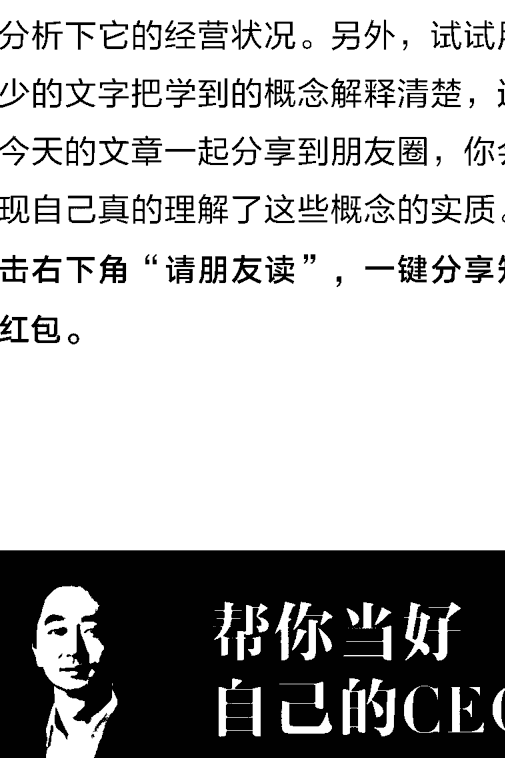 分析下它的经营状况。另外，试试
少的文字把学到的概念解释清楚，
今天的文章一起分享到朋友圈，你
现自己真的理解了这些概念的实质。
击右下角“请朋友读”，一键分享
红包。
帮你当好
自己的CEO